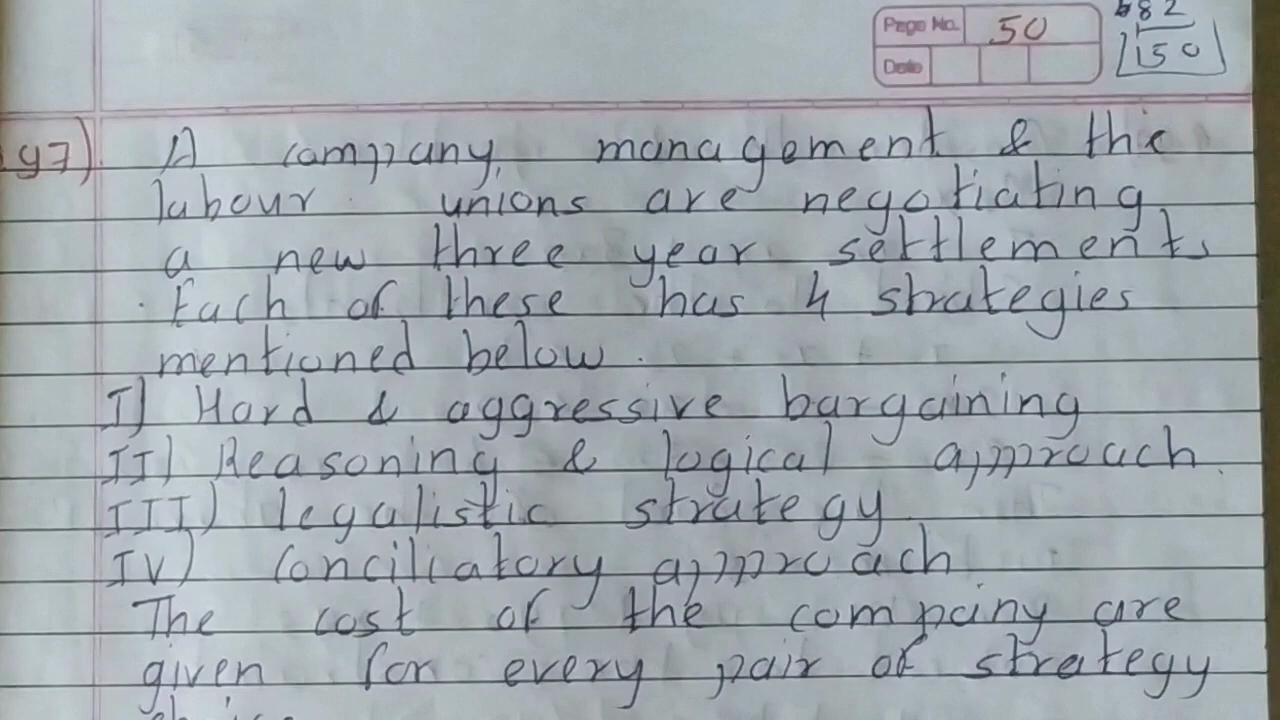 Page No. 50
Date
82
150
97) A company, management & the
labour unions are negotiating
a new three year settlements
. Each of these has 4 strategies
mentioned below.
I) Hard & aggressive bargaining
II) Reasoning & logical approach.
III) legalistic strategy
IV) Conciliatory approach
The cost of the company are
given for every pair of strategy